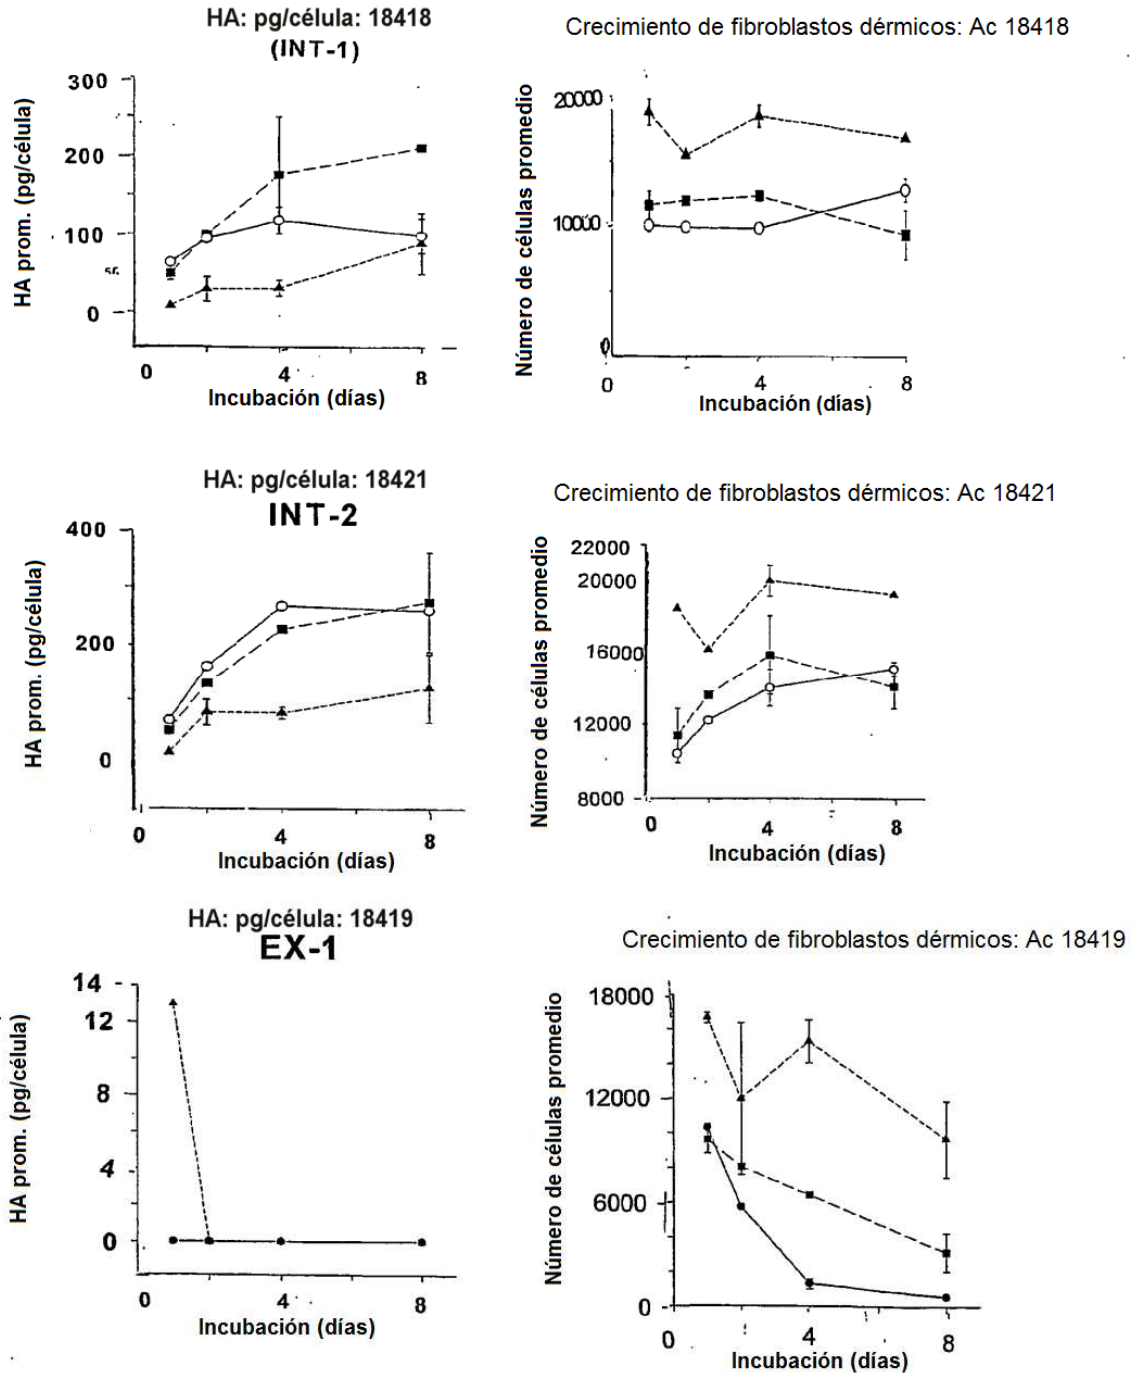 HA: pg/célula: 18418
(INT-1)
HA prom. (pg/célula)
300
200
100
0
0
4
8
Incubación (días)
Crecimiento de fibroblastos dérmicos: Ac 18418
Número de células promedio
20000
10000
0
0
4
8
Incubación (días)
HA: pg/célula: 18421
INT-2
HA prom. (pg/célula)
400
200
0
0
4
8
Incubación (días)
Crecimiento de fibroblastos dérmicos: Ac 18421
Número de células promedio
22000
20000
16000
12000
8000
0
4
8
Incubación (días)
HA: pg/célula: 18419
EX-1
HA prom. (pg/célula)
14
12
8
4
0
0
4
8
Incubación (días)
Crecimiento de fibroblastos dérmicos: Ac 18419
Número de células promedio
18000
12000
6000
0
0
4
8
Incubación (días)